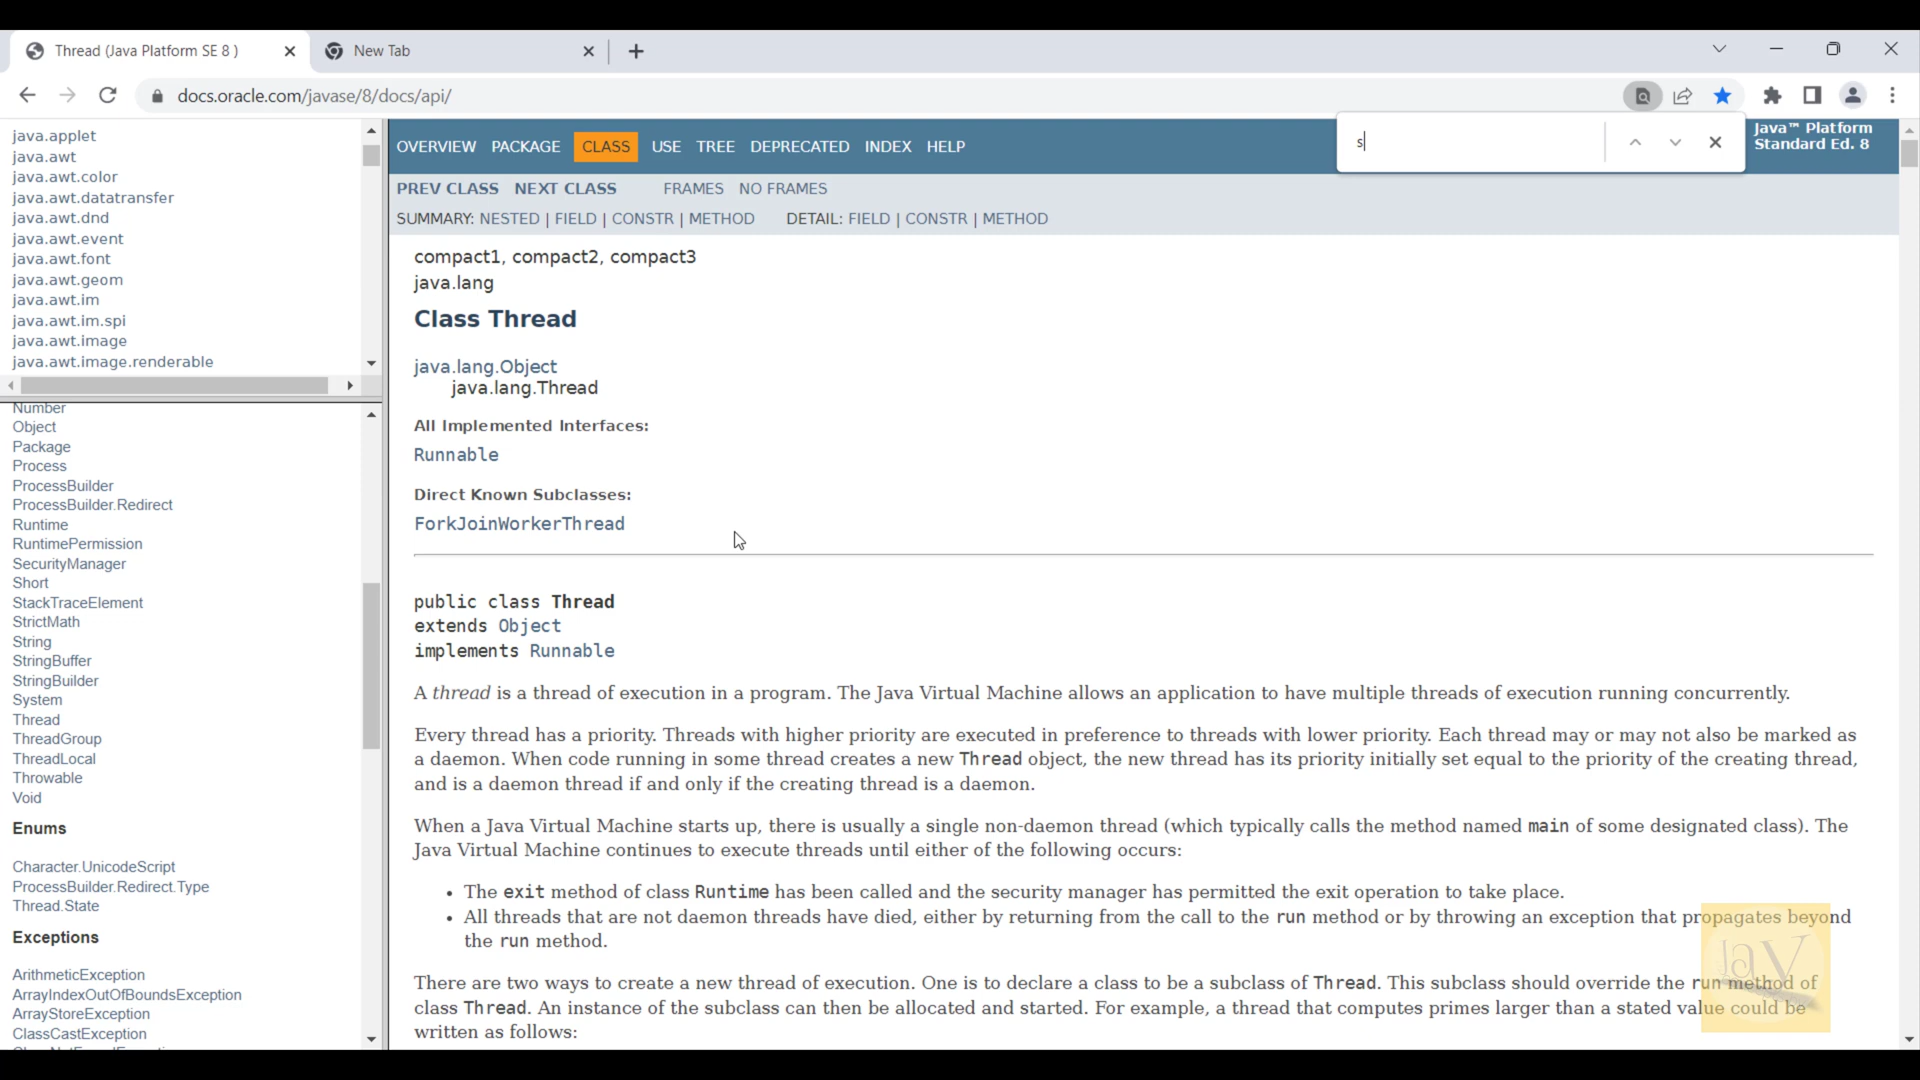 Thread (Java Platform SE 8 )
New Tab
docs.oracle.com/javase/8/docs/api/
s
java.applet
java.awt
java.awt.color
java.awt.datatransfer
java.awt.dnd
java.awt.event
java.awt.font
java.awt.geom
java.awt.im
java.awt.im.spi
java.awt.image
java.awt.image.renderable
Number
Object
Package
Process
ProcessBuilder
ProcessBuilder.Redirect
Runtime
RuntimePermission
SecurityManager
Short
StackTraceElement
StrictMath
String
StringBuffer
StringBuilder
System
Thread
ThreadGroup
ThreadLocal
Throwable
Void
Enums
Character.UnicodeScript
ProcessBuilder.Redirect.Type
Thread.State
Exceptions
ArithmeticException
ArrayIndexOutOfBoundsException
ArrayStoreException
ClassCastException
OVERVIEW PACKAGE CLASS USE TREE DEPRECATED INDEX HELP
Java™ Platform
Standard Ed. 8
PREV CLASS NEXT CLASS FRAMES NO FRAMES
SUMMARY: NESTED | FIELD | CONSTR | METHOD DETAIL: FIELD | CONSTR | METHOD
compact1, compact2, compact3
java.lang
Class Thread
java.lang.Object
java.lang.Thread
All Implemented Interfaces:
Runnable
Direct Known Subclasses:
ForkJoinWorkerThread
public class Thread
extends Object
implements Runnable
A thread is a thread of execution in a program. The Java Virtual Machine allows an application to have multiple threads of execution running concurrently.
Every thread has a priority. Threads with higher priority are executed in preference to threads with lower priority. Each thread may or may not also be marked as
a daemon. When code running in some thread creates a new Thread object, the new thread has its priority initially set equal to the priority of the creating thread,
and is a daemon thread if and only if the creating thread is a daemon.
When a Java Virtual Machine starts up, there is usually a single non-daemon thread (which typically calls the method named main of some designated class). The
Java Virtual Machine continues to execute threads until either of the following occurs:
• The exit method of class Runtime has been called and the security manager has permitted the exit operation to take place.
• All threads that are not daemon threads have died, either by returning from the call to the run method or by throwing an exception that propagates beyond
the run method.
There are two ways to create a new thread of execution. One is to declare a class to be a subclass of Thread. This subclass should override the run method of
class Thread. An instance of the subclass can then be allocated and started. For example, a thread that computes primes larger than a stated value could be
written as follows:
JaV